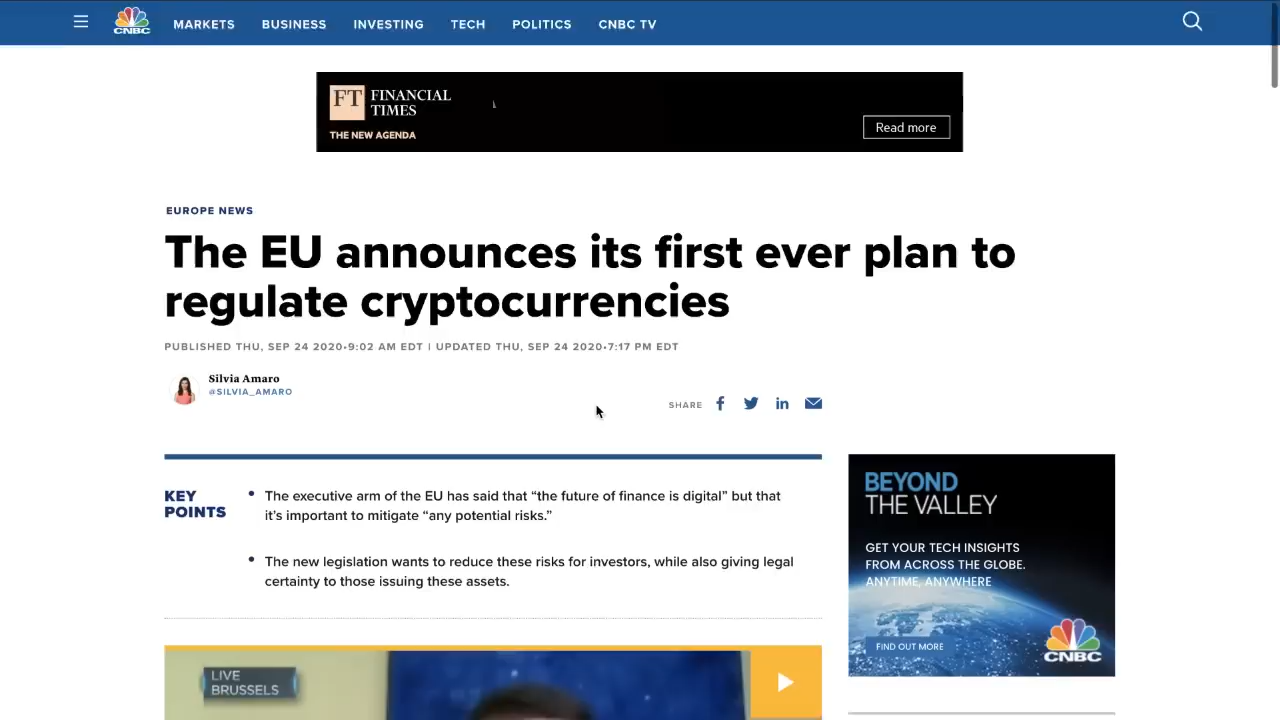 CNBC
MARKETS
BUSINESS
INVESTING
TECH
POLITICS
CNBC TV
FT
FINANCIAL
TIMES
THE NEW AGENDA
Read more
EUROPE NEWS
The EU announces its first ever plan to
regulate cryptocurrencies
PUBLISHED THU, SEP 24 2020•9:02 AM EDT | UPDATED THU, SEP 24 2020•7:17 PM EDT
Silvia Amaro
@SILVIA_AMARO
SHARE
KEY
POINTS
• The executive arm of the EU has said that “the future of finance is digital” but that
it’s important to mitigate “any potential risks.”
• The new legislation wants to reduce these risks for investors, while also giving legal
certainty to those issuing these assets.
LIVE
BRUSSELS
BEYOND
THE VALLEY
GET YOUR TECH INSIGHTS
FROM ACROSS THE GLOBE.
ANYTIME, ANYWHERE
FIND OUT MORE
CNBC